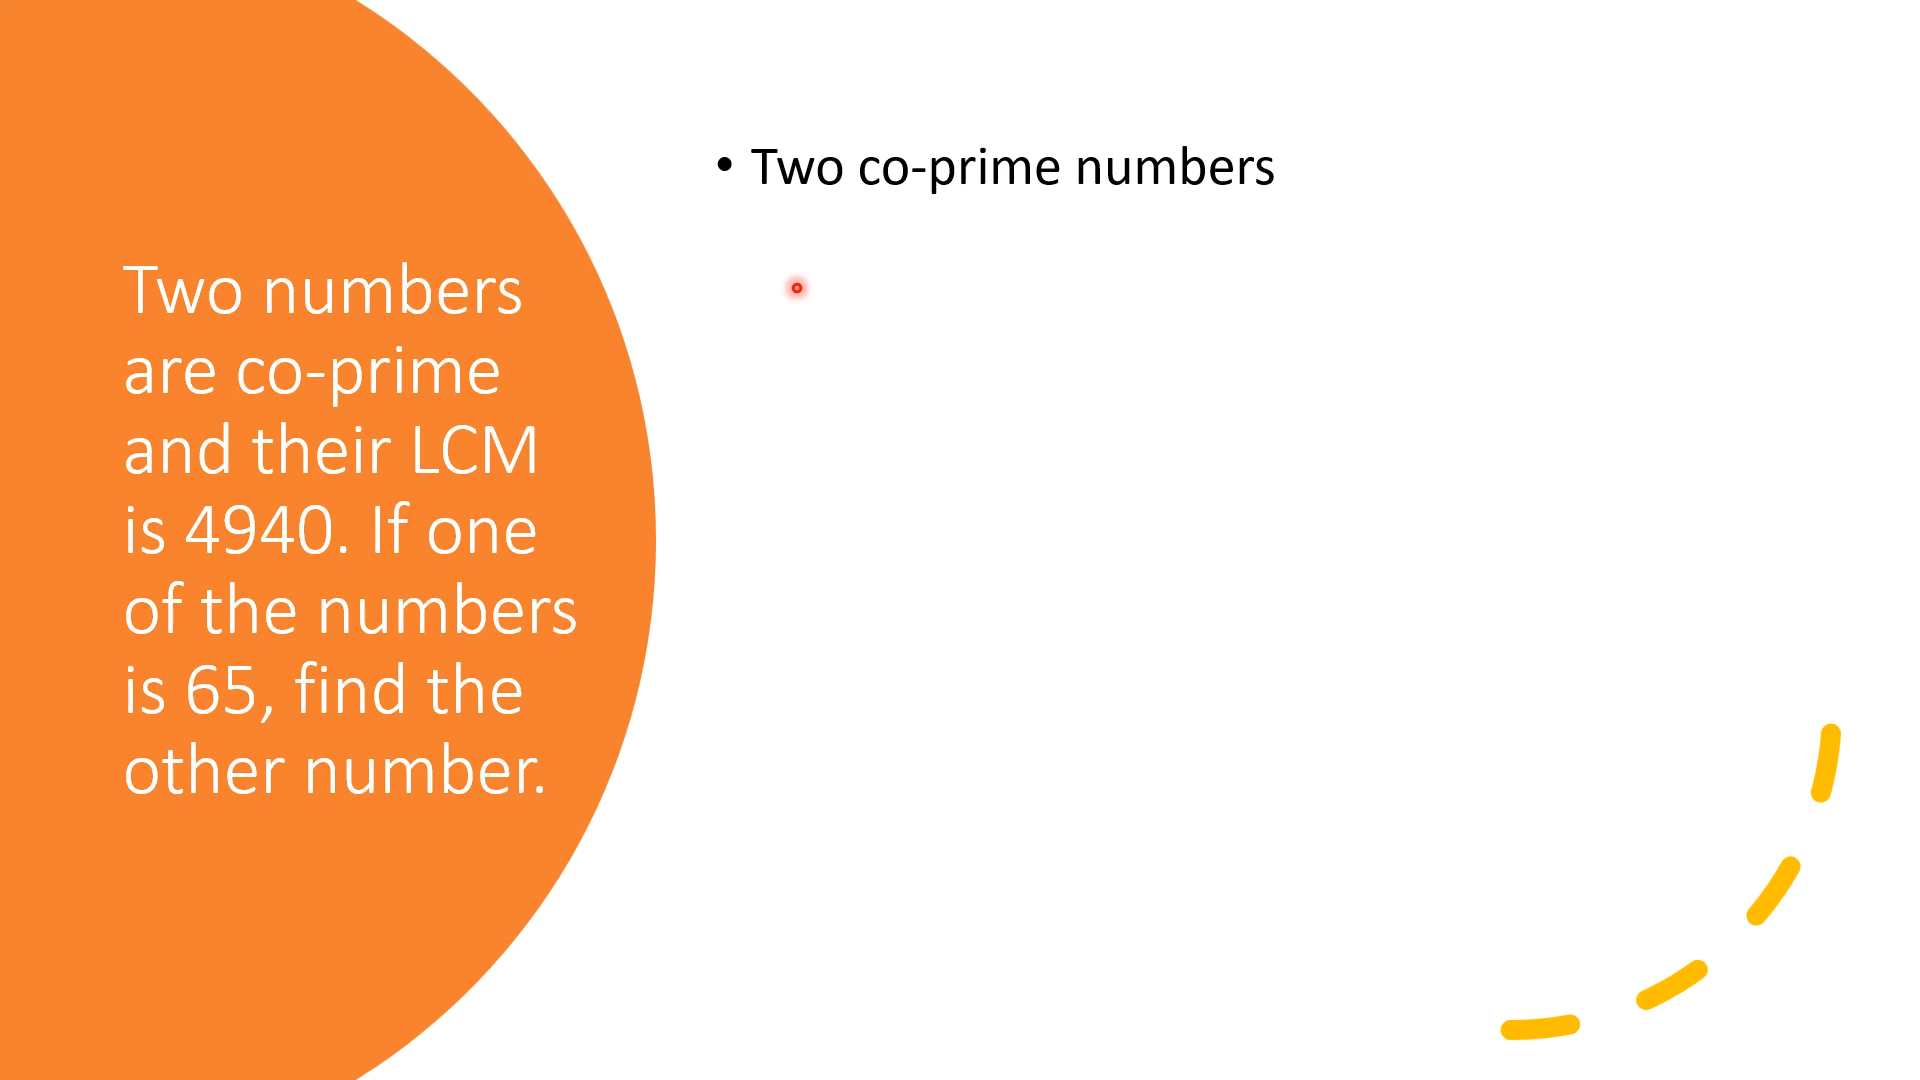 Two numbers
are co-prime
and their LCM
is 4940. If one
of the numbers
is 65, find the
other number.
• Two co-prime numbers